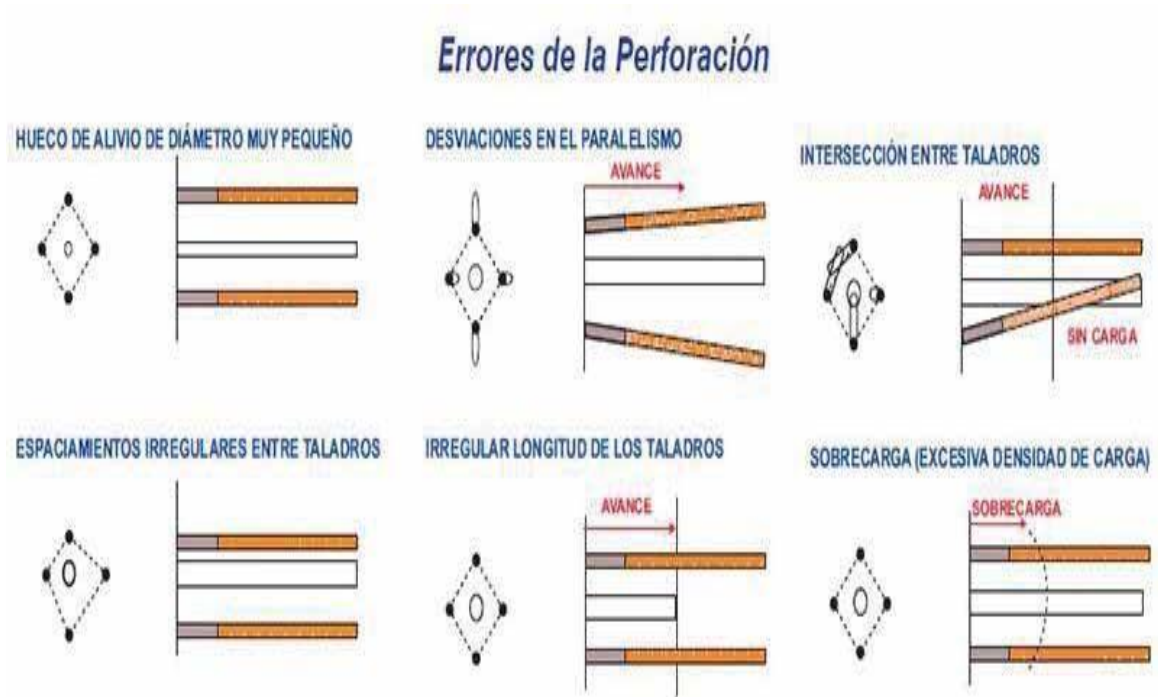 Errores de la Perforación
HUECO DE ALIVIO DE DIÁMETRO MUY PEQUEÑO
DESVIACIONES EN EL PARALELISMO
AVANCE
INTERSECCIÓN ENTRE TALADROS
AVANCE
SIN CARGA
ESPACIAMIENTOS IRREGULARES ENTRE TALADROS
IRREGULAR LONGITUD DE LOS TALADROS
AVANCE
SOBRECARGA (EXCESIVA DENSIDAD DE CARGA)
SOBRECARGA